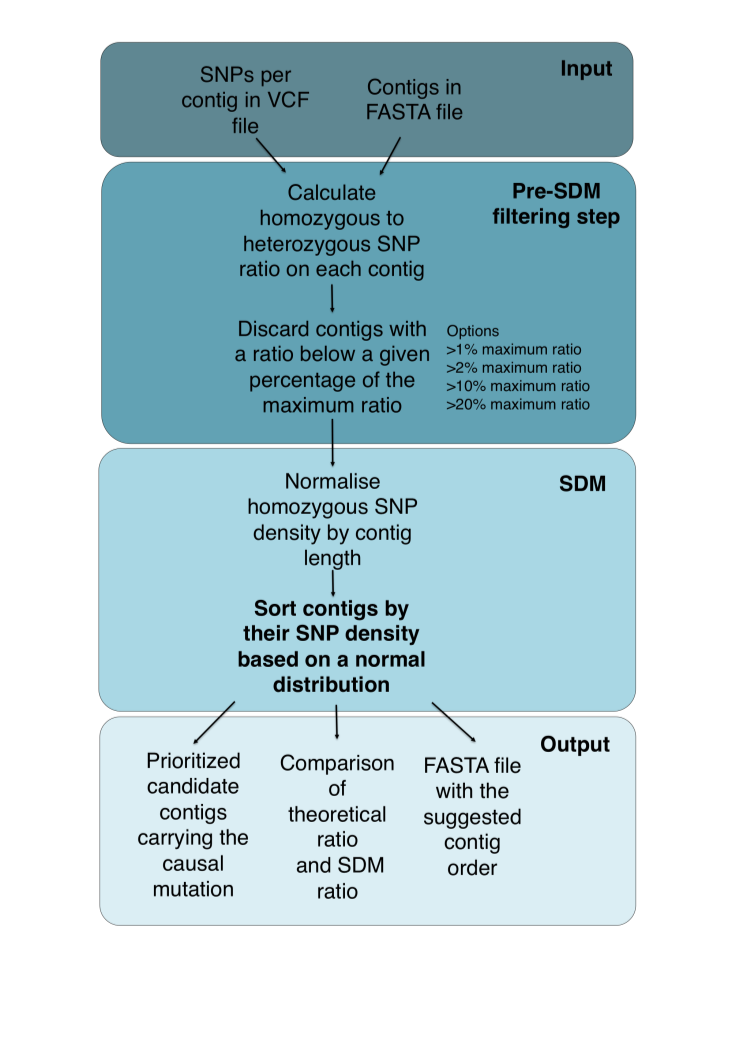 Input
SNPs per
contig in VCF
file
Contigs in
FASTA file
Pre-SDM
filtering step
Calculate
homozygous to
heterozygous SNP
ratio on each contig
Discard contigs with
a ratio below a given
percentage of the
maximum ratio
Options
>1% maximum ratio
>2% maximum ratio
>10% maximum ratio
>20% maximum ratio
SDM
Normalise
homozygous SNP
density by contig
length
Sort contigs by
their SNP density
based on a normal
distribution
Output
Prioritized
candidate
contigs
carrying the
causal
mutation
Comparison
of
theoretical
ratio
and SDM
ratio
FASTA file
with the
suggested
contig
order